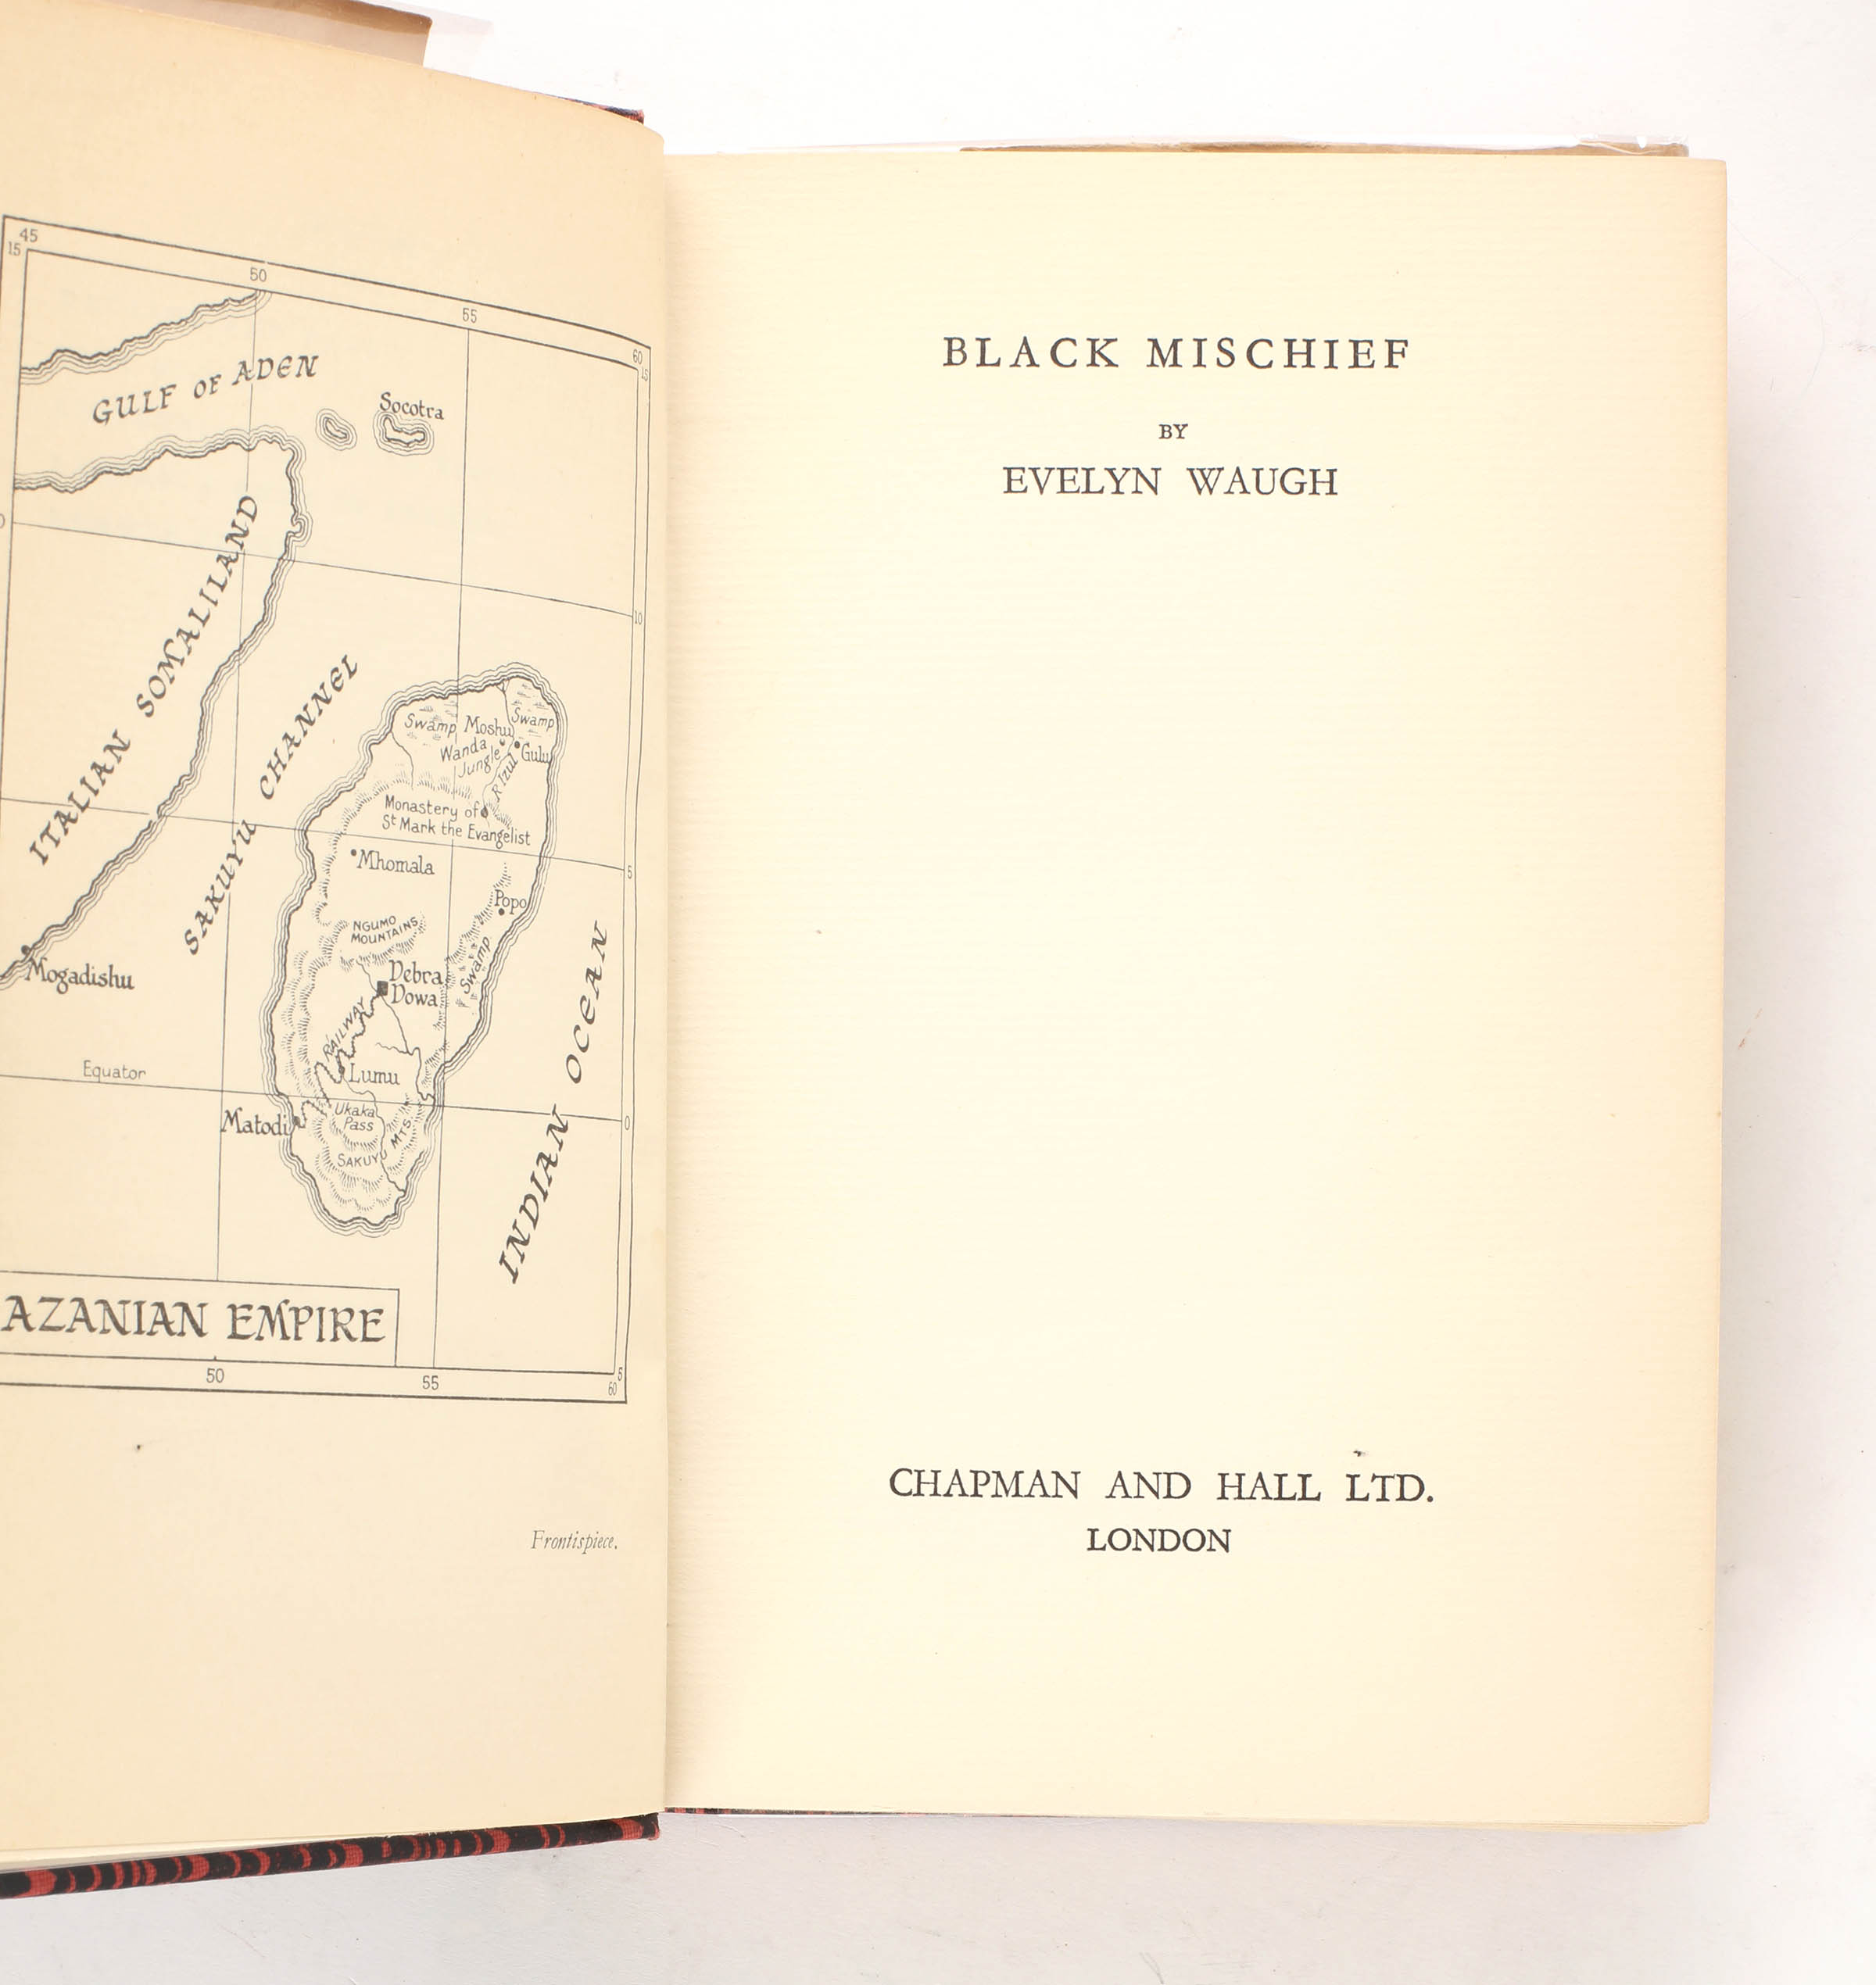 45
15
50
55
60
15
GULF OF ADEN
Socotra
ITALIAN SOMALILAND
10
SAKUYU CHANNEL
Swamp
Moshu
Swamp
Wanda
Jungle
Gulu
R Izul
Monastery of
St Mark the Evangelist
Mhomala
5
Popo
NGUMO
MOUNTAINS
Swamp
Debra
Dowa
Mogadishu
RAILWAY
Lumu
Equator
Matodi
Ukaka
Pass
0
SAKUYU MTS.
INDIAN OCEAN
AZANIAN EMPIRE
50
55
5
60
Frontispiece.
BLACK MISCHIEF
BY
EVELYN WAUGH
CHAPMAN AND HALL LTD.
LONDON